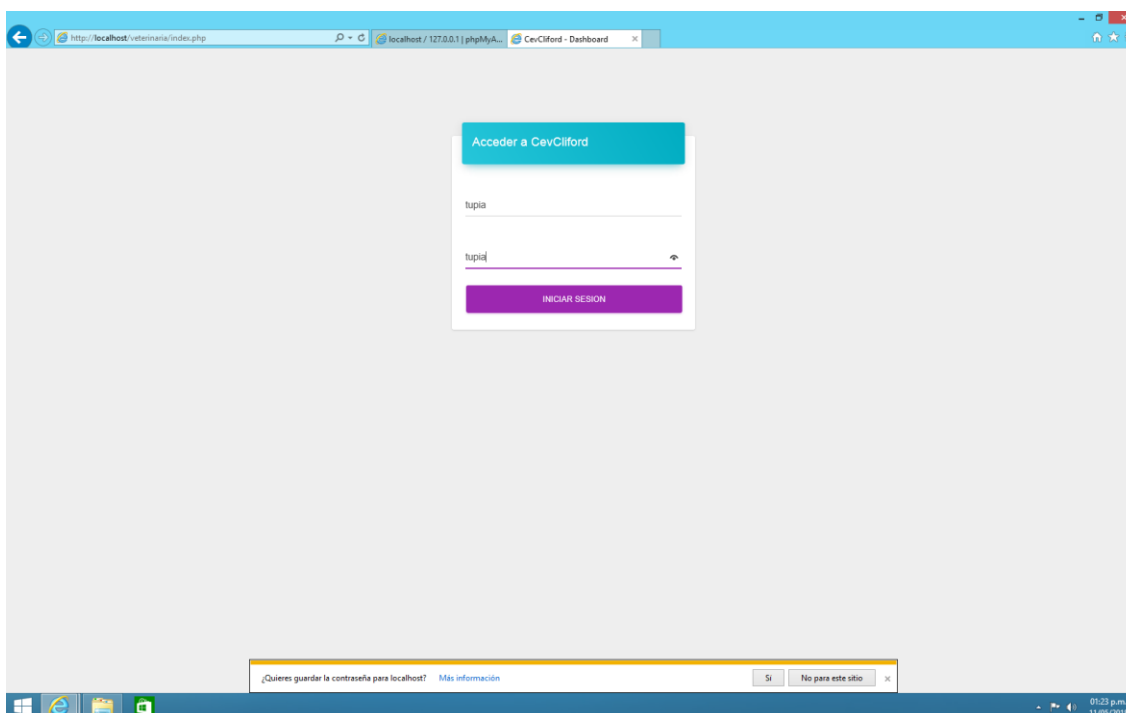 http://localhost/veterinaria/index.php
localhost / 127.0.0.1 | phpMyA...
CevCliford - Dashboard
Acceder a CevCliford
tupia
tupia
INICIAR SESION
¿Quieres guardar la contraseña para localhost? Más información
Sí
No para este sitio
01:23 p.m.